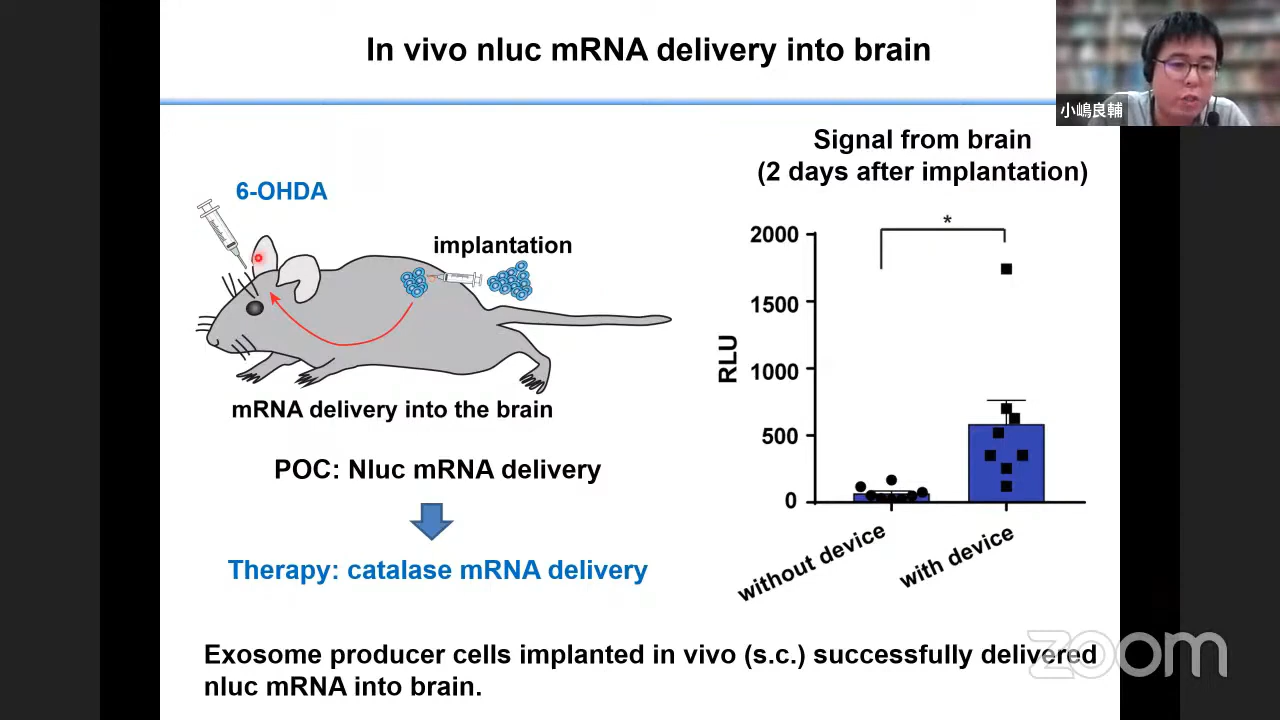 In vivo nluc mRNA delivery into brain
小嶋良輔
6-OHDA
implantation
mRNA delivery into the brain
POC: Nluc mRNA delivery
Therapy: catalase mRNA delivery
Signal from brain
(2 days after implantation)
*
2000
1500
1000
500
0
RLU
without device
with device
Exosome producer cells implanted in vivo (s.c.) successfully delivered
nluc mRNA into brain.
zoom